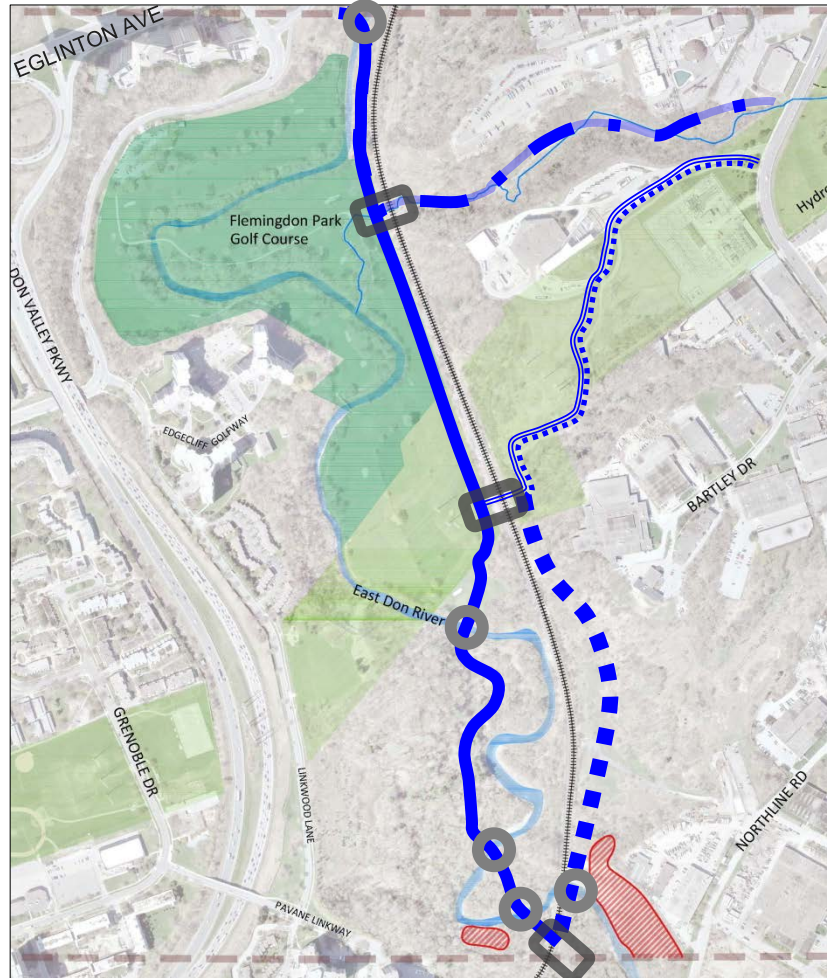 EGLINTON AVE
Flemingdon Park
Golf Course
Hydro
DON VALLEY PKWY
EDGECLIFF GOLFWAY
BARTLEY DR
East Don River
GRENOBLE DR
LINKWOOD LANE
NORTHLINE RD
PAVANE LINKWAY